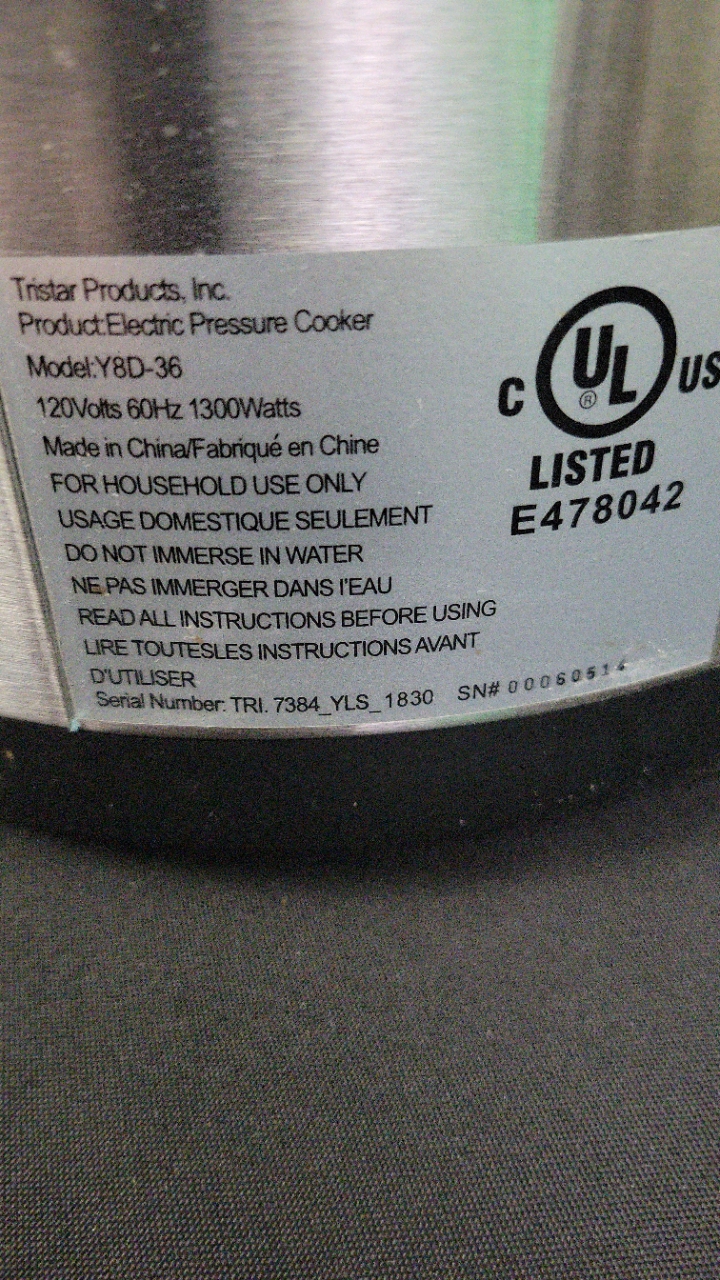 Tristar Products, Inc.
Product:Electric Pressure Cooker
Model:Y8D-36
120Volts 60Hz 1300Watts
Made in China/Fabriqué en Chine
FOR HOUSEHOLD USE ONLY
USAGE DOMESTIQUE SEULEMENT
DO NOT IMMERSE IN WATER
NE PAS IMMERGER DANS l'EAU
READ ALL INSTRUCTIONS BEFORE USING
LIRE TOUTESLES INSTRUCTIONS AVANT
D'UTILISER
Serial Number: TRI. 7384_YLS_1830 SN#
C UL® US
LISTED
E478042